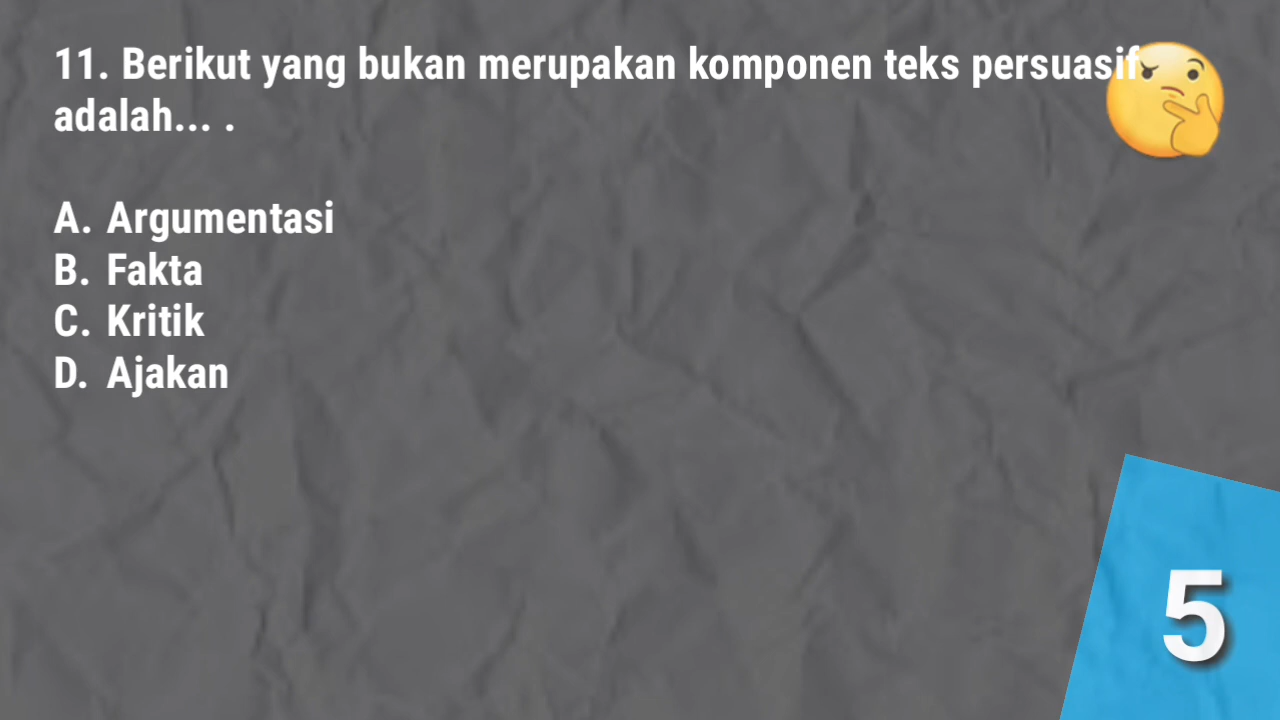 11. Berikut yang bukan merupakan komponen teks persuasif
adalah... .
A. Argumentasi
B. Fakta
C. Kritik
D. Ajakan
5